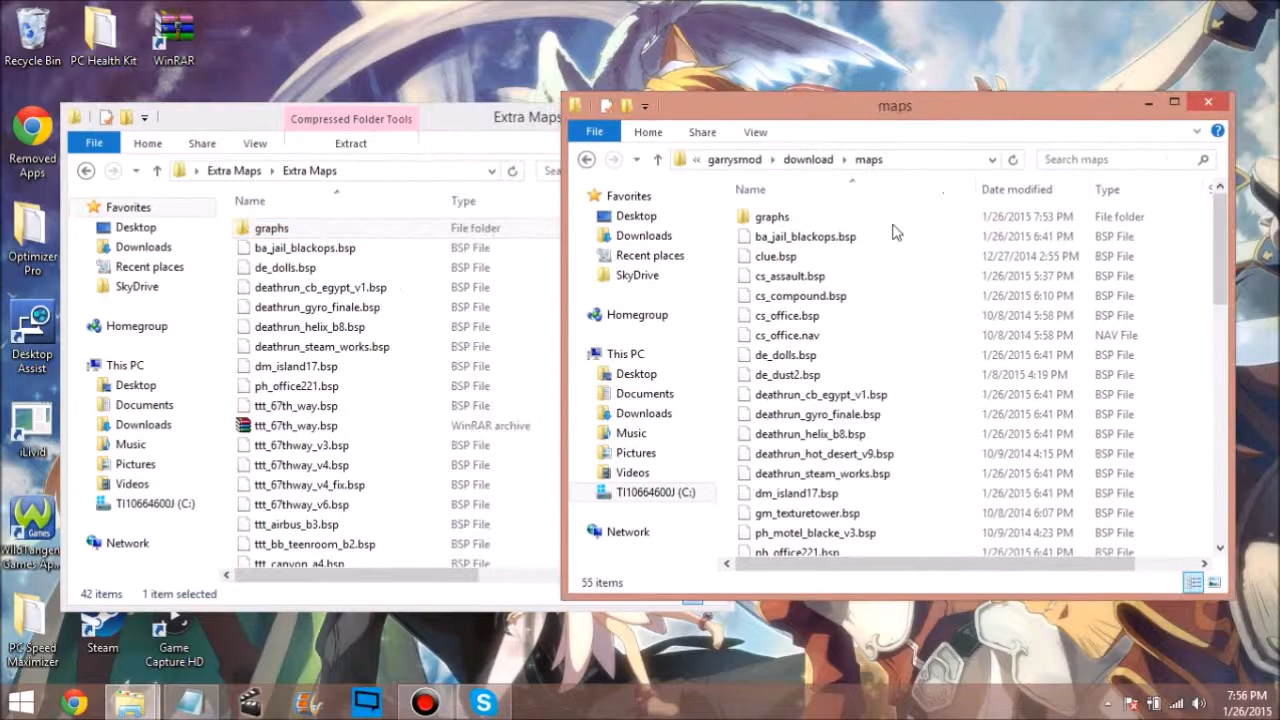 Recycle Bin
PC Health Kit
WinRAR
Removed
Apps
Optimizer
Pro
Desktop
Assist
iLivid
PC Speed
Maximizer
Steam
Game
Capture HD
Compressed Folder Tools
Extra Maps
File
Home
Share
View
Extract
Extra Maps
Extra Maps
Name
Type
Favorites
Desktop
Downloads
Recent places
SkyDrive
Homegroup
This PC
Desktop
Documents
Downloads
Music
Pictures
Videos
TI10664600J (C:)
Network
graphs File folder
ba_jail_blackops.bsp BSP File
de_dolls.bsp BSP File
deathrun_cb_egypt_v1.bsp BSP File
deathrun_gyro_finale.bsp BSP File
deathrun_helix_b8.bsp BSP File
deathrun_steam_works.bsp BSP File
dm_island17.bsp BSP File
ph_office221.bsp BSP File
ttt_67th_way.bsp BSP File
ttt_67th_way.bsp WinRAR archive
ttt_67thway_v3.bsp BSP File
ttt_67thway_v4.bsp BSP File
ttt_67thway_v4_fix.bsp BSP File
ttt_67thway_v6.bsp BSP File
ttt_airbus_b3.bsp BSP File
ttt_bb_teenroom_b2.bsp BSP File
ttt_canyon_a4.bsp BSP File
42 items 1 item selected
maps
File
Home
Share
View
« garrysmod download maps
Search maps
Name
Date modified
Type
Favorites
Desktop
Downloads
Recent places
SkyDrive
Homegroup
This PC
Desktop
Documents
Downloads
Music
Pictures
Videos
TI10664600J (C:)
Network
graphs 1/26/2015 7:53 PM File folder
ba_jail_blackops.bsp 1/26/2015 6:41 PM BSP File
clue.bsp 12/27/2014 2:55 PM BSP File
cs_assault.bsp 1/26/2015 5:37 PM BSP File
cs_compound.bsp 1/26/2015 6:10 PM BSP File
cs_office.bsp 10/8/2014 5:58 PM BSP File
cs_office.nav 10/8/2014 5:58 PM NAV File
de_dolls.bsp 1/26/2015 6:41 PM BSP File
de_dust2.bsp 1/8/2015 4:19 PM BSP File
deathrun_cb_egypt_v1.bsp 1/26/2015 6:41 PM BSP File
deathrun_gyro_finale.bsp 1/26/2015 6:41 PM BSP File
deathrun_helix_b8.bsp 1/26/2015 6:41 PM BSP File
deathrun_hot_desert_v9.bsp 10/9/2014 4:15 PM BSP File
deathrun_steam_works.bsp 1/26/2015 6:41 PM BSP File
dm_island17.bsp 1/26/2015 6:41 PM BSP File
gm_texturetower.bsp 10/8/2014 6:07 PM BSP File
ph_motel_blacke_v3.bsp 10/9/2014 4:23 PM BSP File
ph_office221.bsp 1/26/2015 6:41 PM BSP File
55 items
7:56 PM
1/26/2015